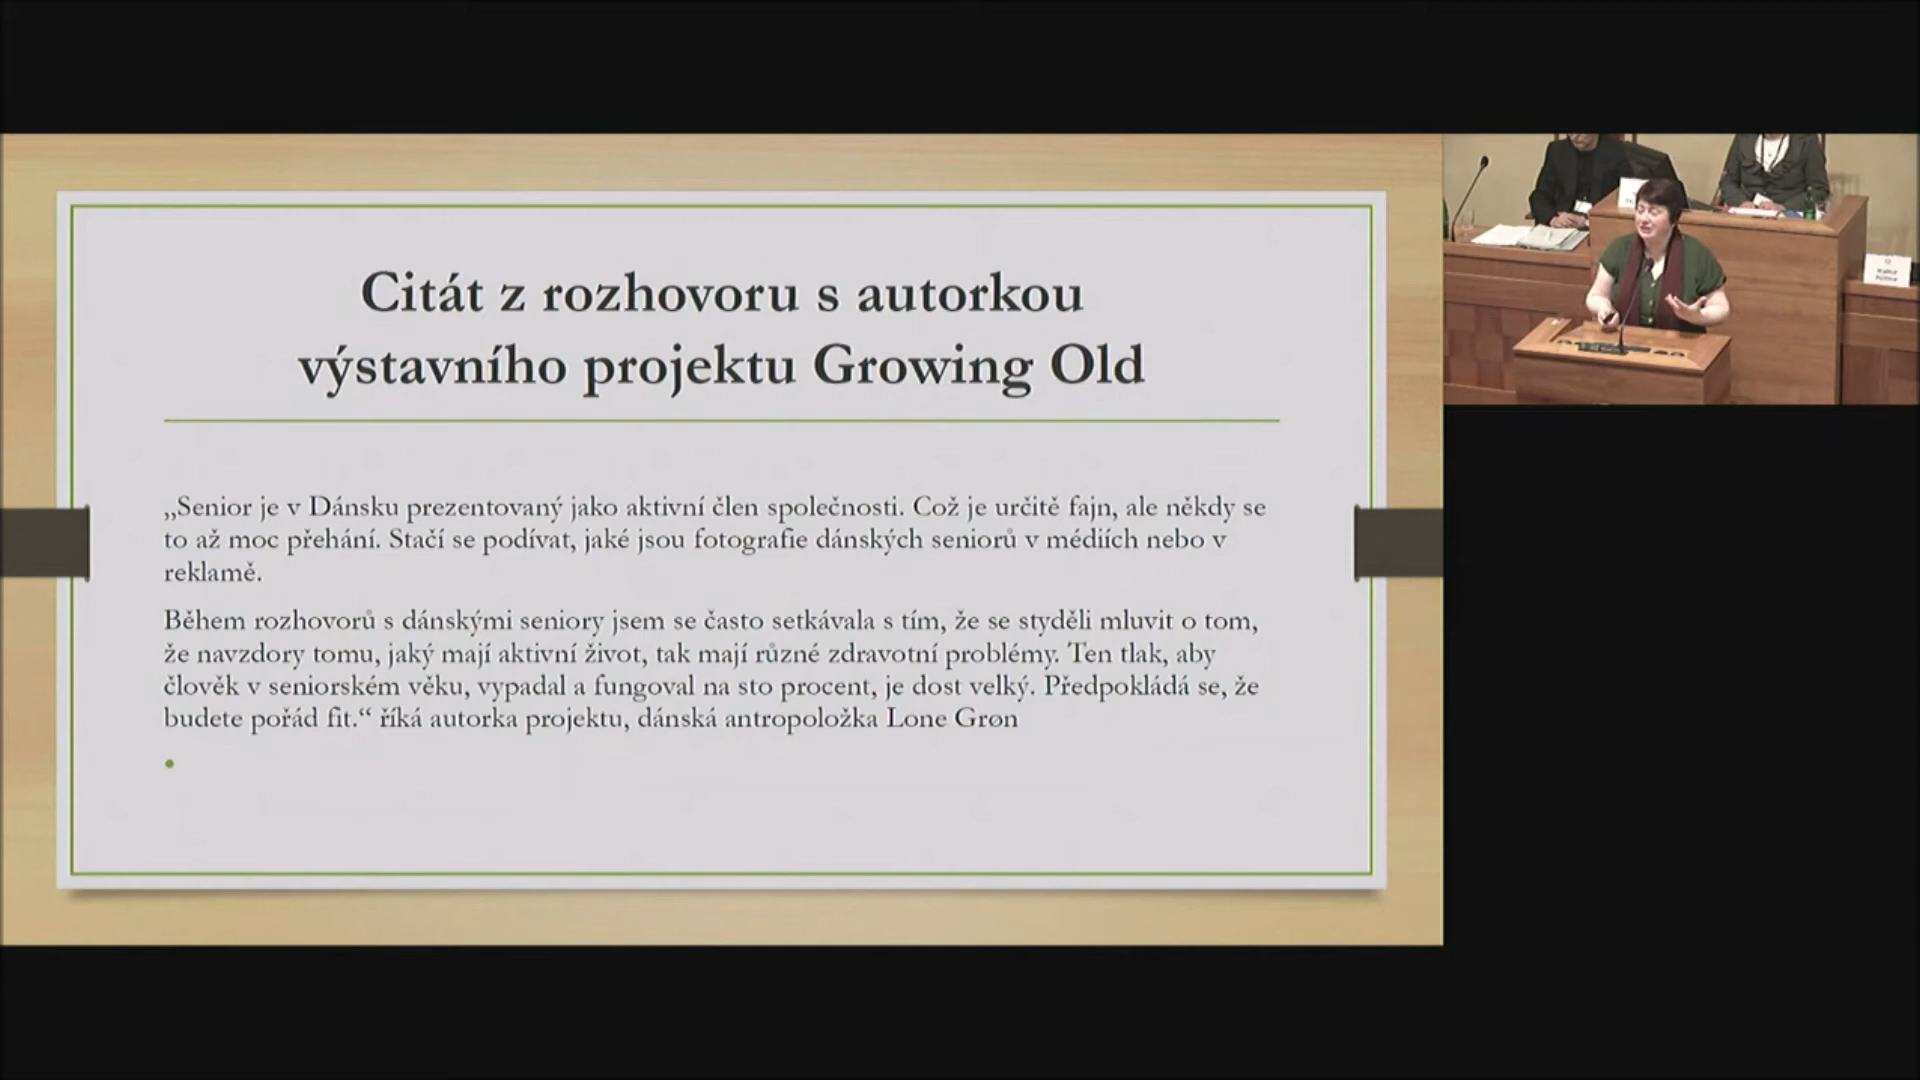 Citát z rozhovoru s autorkou
výstavního projektu Growing Old
„Senior je v Dánsku prezentovaný jako aktivní člen společnosti. Což je určitě fajn, ale někdy se
to až moc přehání. Stačí se podívat, jaké jsou fotografie dánských seniorů v médiích nebo v
reklamě.
Během rozhovorů s dánskými seniory jsem se často setkávala s tím, že se styděli mluvit o tom,
že navzdory tomu, jaký mají aktivní život, tak mají různé zdravotní problémy. Ten tlak, aby
člověk v seniorském věku, vypadal a fungoval na sto procent, je dost velký. Předpokládá se, že
budete pořád fit.“ říká autorka projektu, dánská antropoložka Lone Grøn